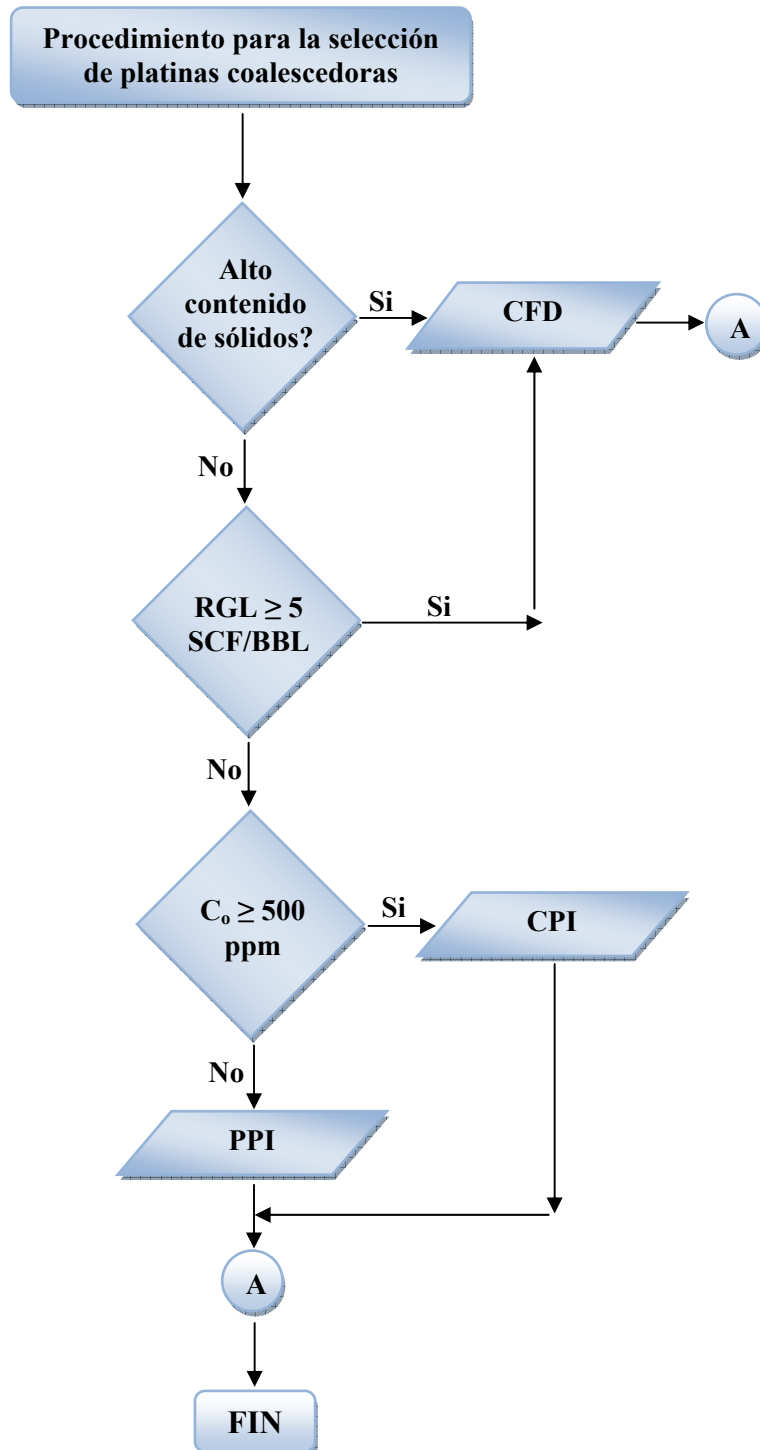 Procedimiento para la selección
de platinas coalescedoras
Alto
contenido
de sólidos?
Si
CFD
A
No
RGL ≥ 5
SCF/BBL
Si
No
Cₒ ≥ 500
ppm
Si
CPI
No
PPI
A
FIN